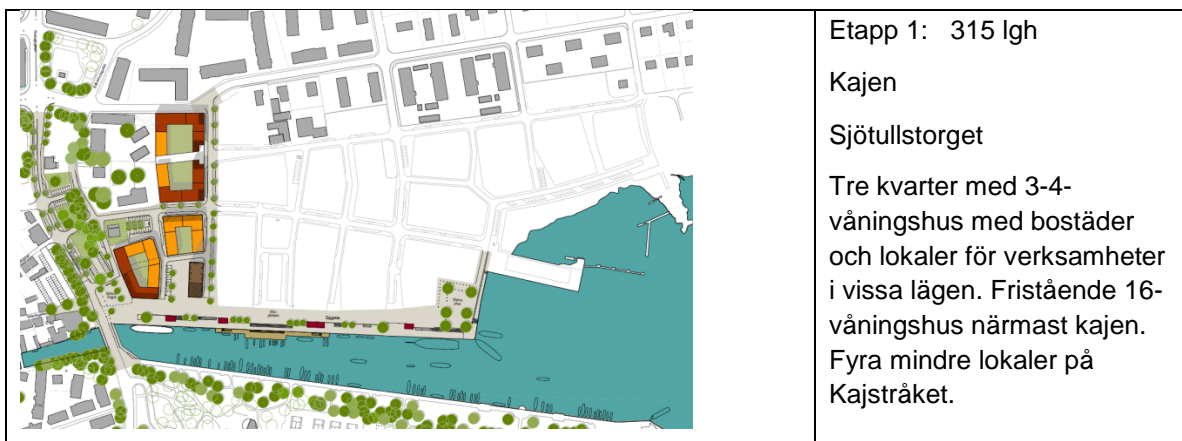 Etapp 1: 315 lgh
Kajen
Sjötullstorget
Tre kvarter med 3-4-
våningshus med bostäder
och lokaler för verksamheter
i vissa lägen. Fristående 16-
våningshus närmast kajen.
Fyra mindre lokaler på
Kajstråket.